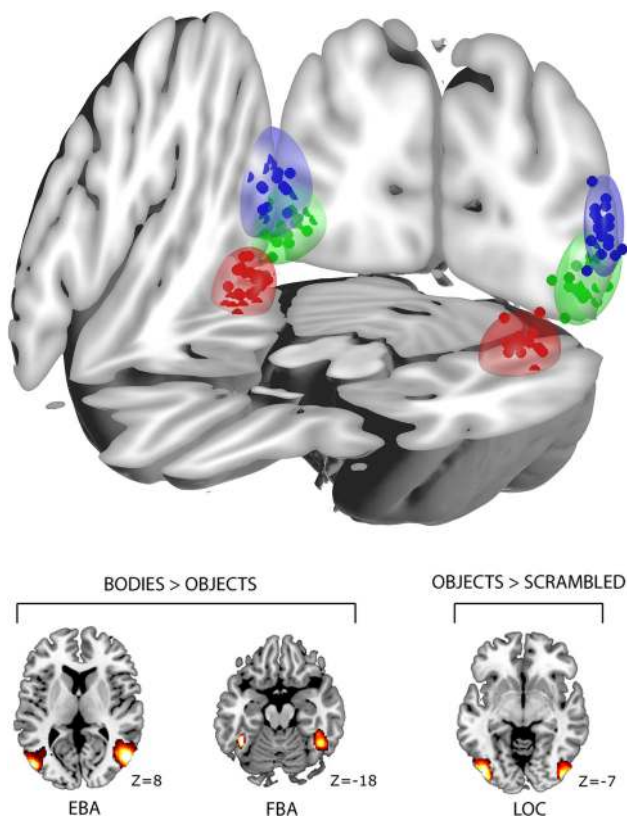 BODIES > OBJECTS
OBJECTS > SCRAMBLED
Z=8
Z=-18
Z=-7
EBA
FBA
LOC